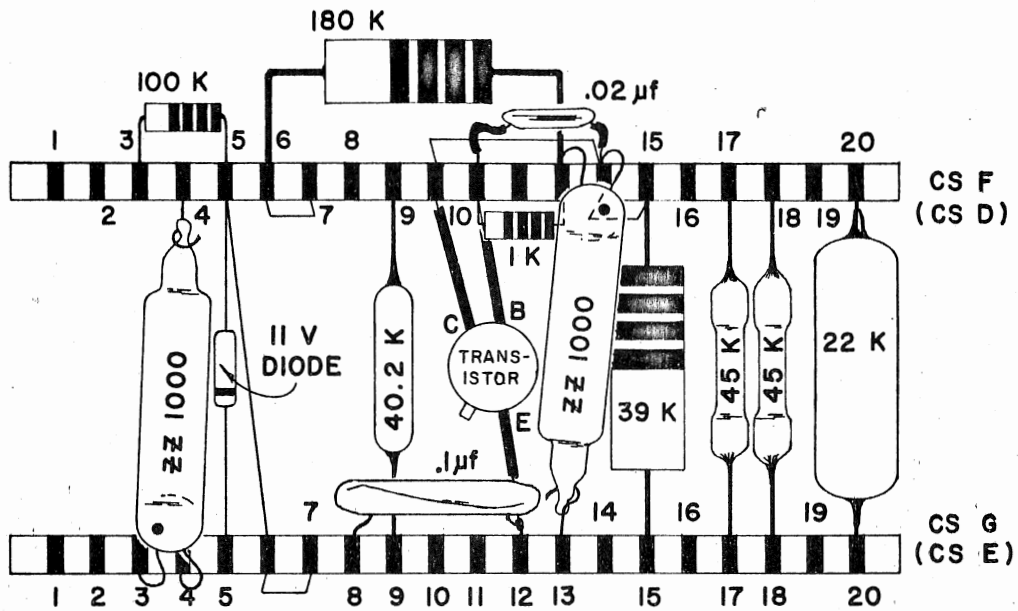 180 K
100 K
.02 µf
1 3 5 6 8 15 17 20
CS F
2 4 7 9 10 16 18 19
(CS D)
1 K
11 V
DIODE
C
B
TRANS-
ISTOR
E
ZZ 1000
40.2 K
ZZ 1000
39 K
45 K
45 K
22 K
.1 µf
7 14 16 19
CS G
(CS E)
1 2 3 4 5 8 9 10 11 12 13 15 17 18 20